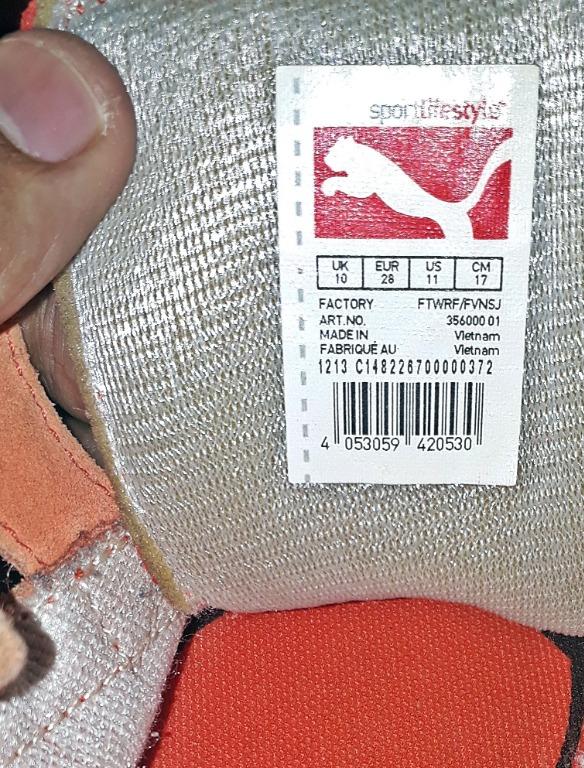 sportlifestyle
UK EUR US CM
10 28 11 17
FACTORY FTWRF/FVNSJ
ART.NO. 356000 01
MADE IN Vietnam
FABRIQUÉ AU Vietnam
1213 C148226700000372
4 053059 420530